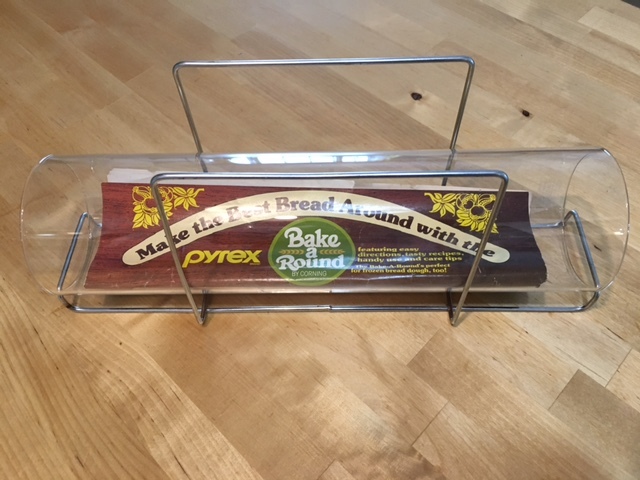 Make the Best Bread Around with the
pyrex
Bake
a
Round
BY CORNING
featuring easy
directions, tasty recipes,
handy use and care tips
The Bake-A-Round's perfect
for frozen bread dough, too!